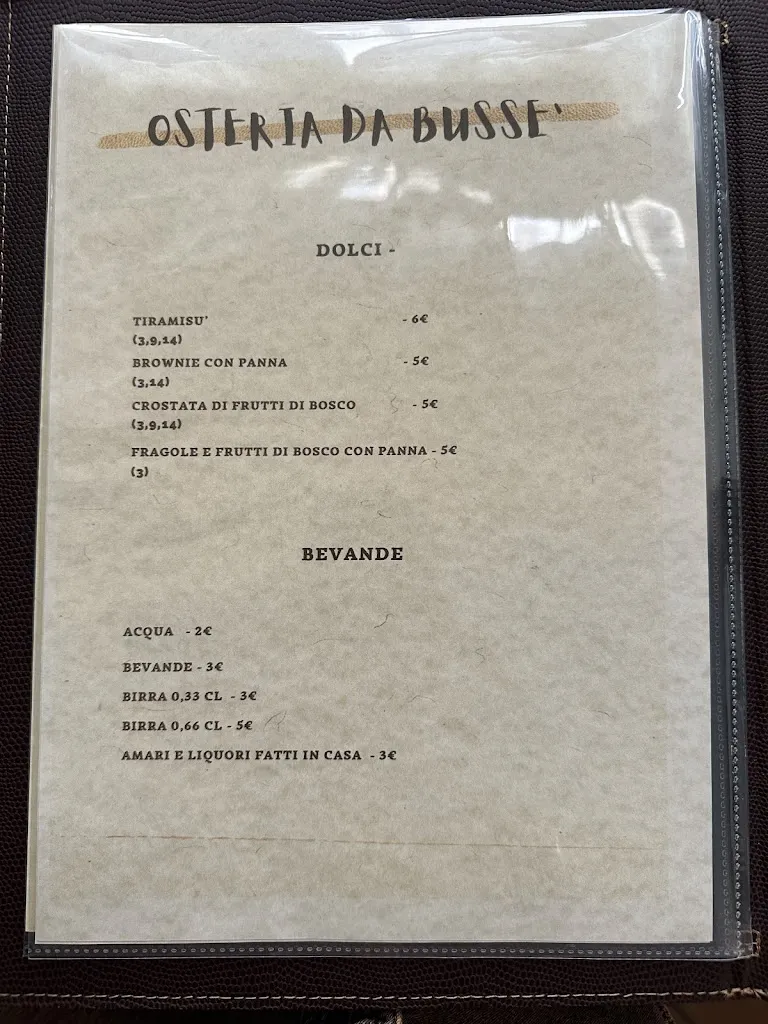 OSTERIA DA BUSSE'
DOLCI -
TIRAMISU' - 6€
(3,9,14)
BROWNIE CON PANNA - 5€
(3,14)
CROSTATA DI FRUTTI DI BOSCO - 5€
(3,9,14)
FRAGOLE E FRUTTI DI BOSCO CON PANNA - 5€
(3)
BEVANDE
ACQUA - 2€
BEVANDE - 3€
BIRRA 0,33 CL - 3€
BIRRA 0,66 CL - 5€
AMARI E LIQUORI FATTI IN CASA - 3€